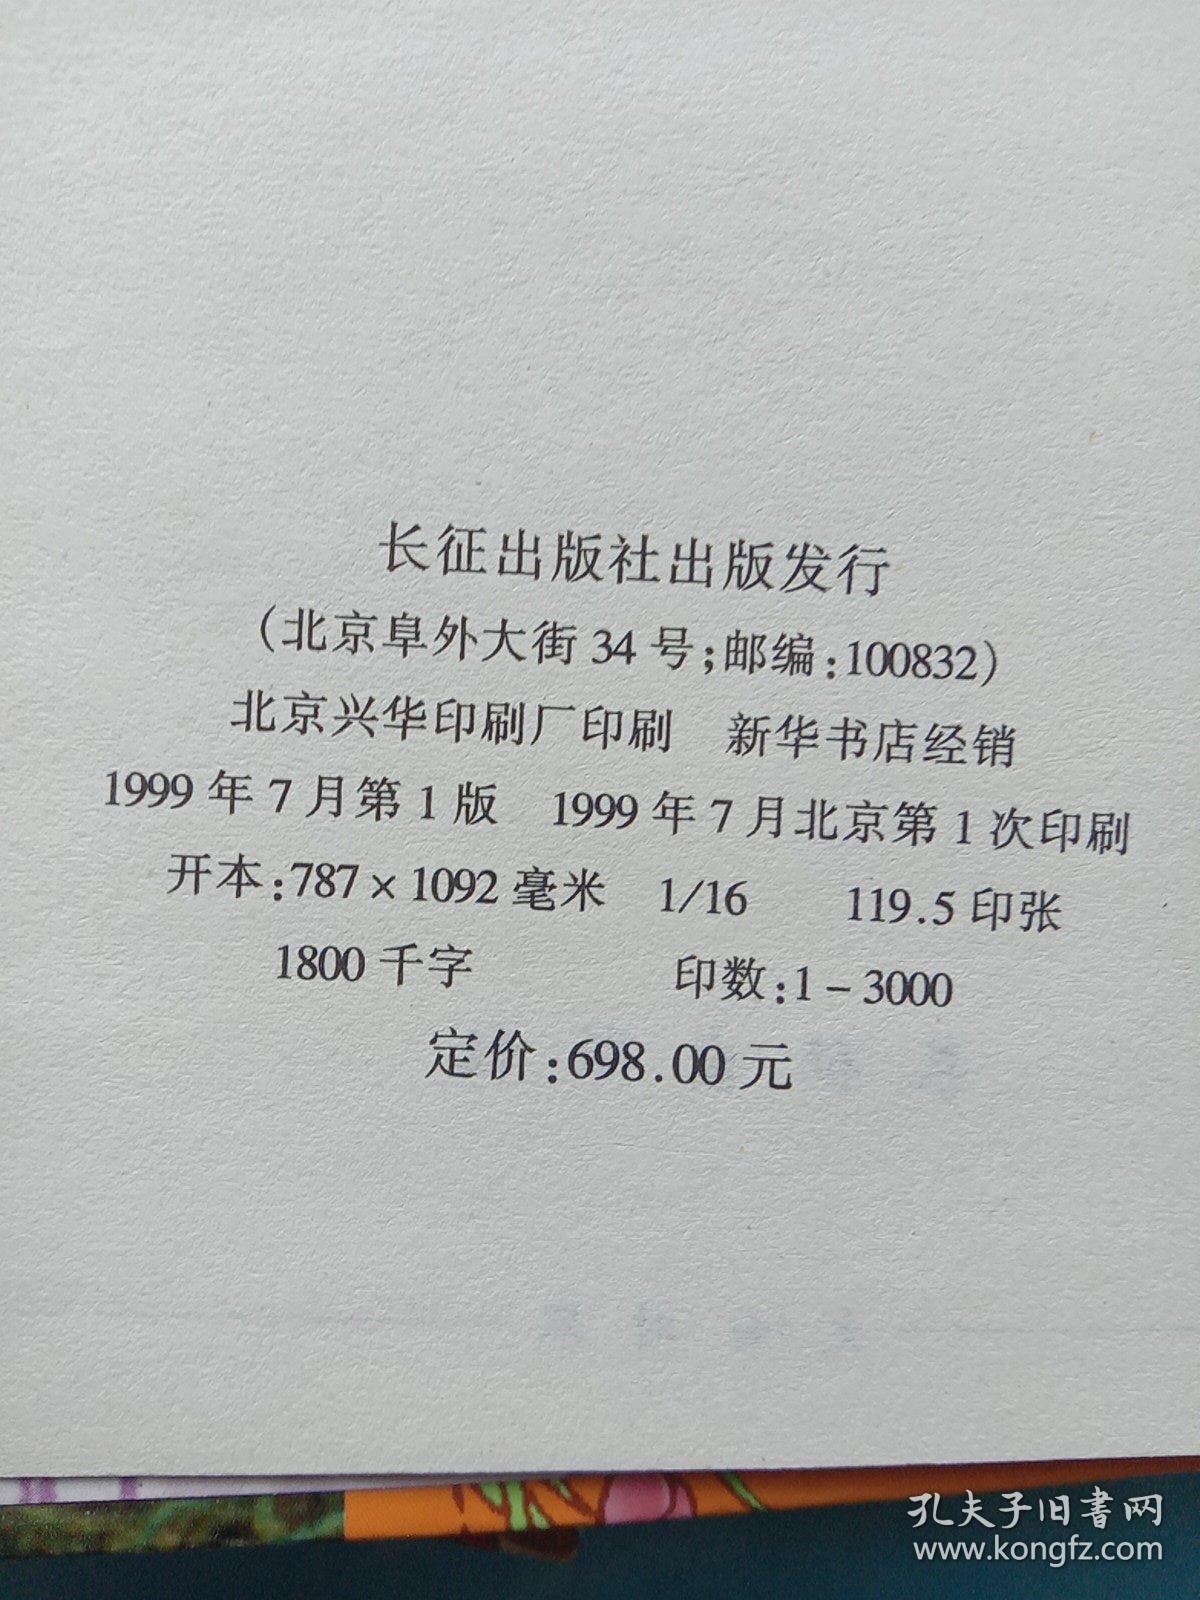 长征出版社出版发行
(北京阜外大街34号;邮编:100832)
北京兴华印刷厂印刷 新华书店经销
1999年7月第1版 1999年7月北京第1次印刷
开本:787×1092毫米 1/16 119.5印张
1800千字 印数:1－3000
定价:698.00元
孔夫子旧書网
www.kongfz.com